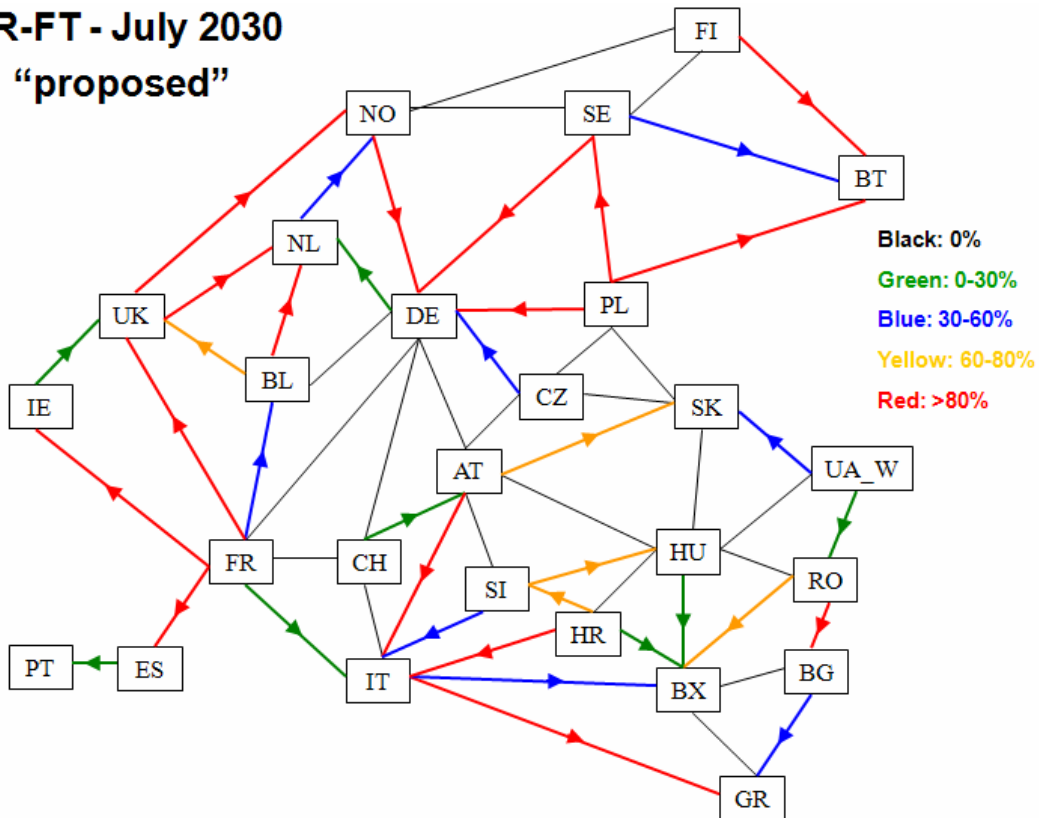 R-FT - July 2030
“proposed”
FI
NO
SE
BT
NL
Black: 0%
Green: 0-30%
Blue: 30-60%
Yellow: 60-80%
Red: >80%
UK
DE
PL
BL
CZ
IE
SK
AT
UA_W
FR
CH
HU
SI
RO
HR
PT
ES
IT
BX
BG
GR